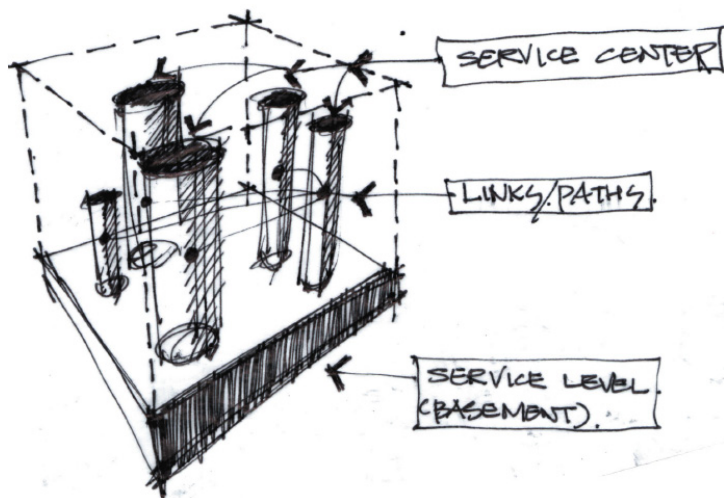 SERVICE CENTER
LINKS/PATHS.
SERVICE LEVEL
(BASEMENT).